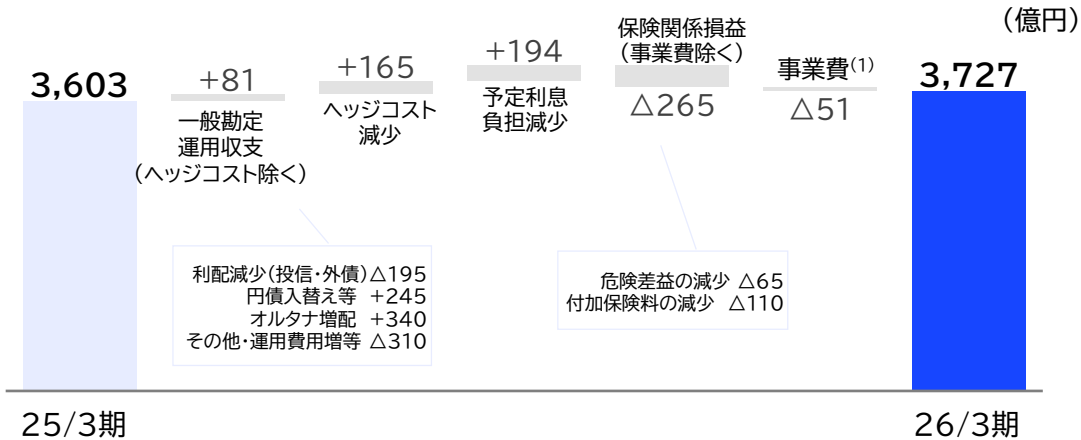 (億円)
3,603
+81
一般勘定
運用収支
(ヘッジコスト除く)
+165
ヘッジコスト
減少
+194
予定利息
負担減少
保険関係損益
(事業費除く)
△265
事業費(1)
△51
3,727
利配減少(投信・外債)△195
円債入替え等 +245
オルタナ増配 +340
その他・運用費用増等 △310
危険差益の減少 △65
付加保険料の減少 △110
25/3期
26/3期